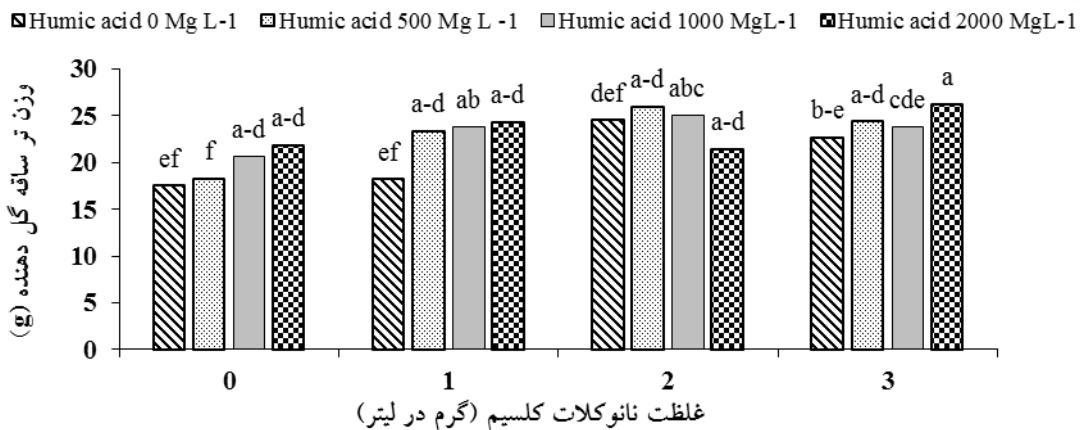 Humic acid 0 Mg L-1 Humic acid 500 Mg L -1 Humic acid 1000 MgL-1 Humic acid 2000 MgL-1
وزن تر ساقه گل دهنده (g)
30
25
20
15
10
5
0
ef f a-d a-d
ef a-d ab a-d
def a-d abc a-d
b-e a-d cde a
0 1 2 3
غلظت نانوکلات کلسیم (گرم در لیتر)